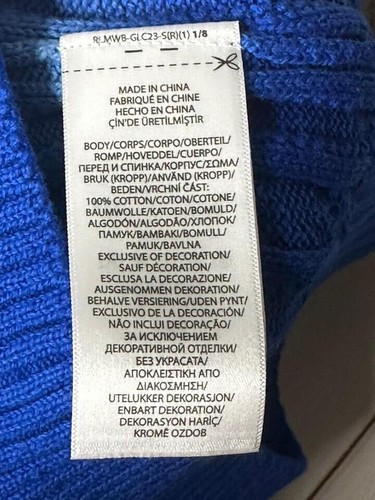 RLMWB-GLC23-S(R)(1) 1/8
MADE IN CHINA
FABRIQUÉ EN CHINE
HECHO EN CHINA
ÇİN'DE ÜRETİLMİŞTİR
BODY/CORPS/CORPO/OBERTEIL/
ROMP/HOVEDDEL/CUERPO/
ПЕРЕД И СПИНКА/КОРПУС/ΣΩΜΑ/
BRUK (KROPP)/ANVÄND (KROPP)/
BEDEN/VRCHNÍ ČÁST:
100% COTTON/COTON/COTONE/
BAUMWOLLE/KATOEN/BOMULD/
ALGODÓN/ALGODÃO/ХЛОПОК/
ПАМУК/ΒΑΜΒΑΚΙ/BOMULL/
PAMUK/BAVLNA
EXCLUSIVE OF DECORATION/
SAUF DÉCORATION/
ESCLUSA LA DECORAZIONE/
AUSGENOMMEN DEKORATION/
BEHALVE VERSIERING/UDEN PYNT/
EXCLUSIVO DE LA DECORACIÓN/
NÃO INCLUI DECORAÇÃO/
ЗА ИСКЛЮЧЕНИЕМ
ДЕКОРАТИВНОЙ ОТДЕЛКИ/
БЕЗ УКРАСАТА/
ΑΠΟΚΛΕΙΣΤΙΚΗ ΑΠΟ
ΔΙΑΚΟΣΜΗΣΗ/
UTELUKKER DEKORASJON/
ENBART DEKORATION/
DEKORASYON HARİÇ/
KROMĚ OZDOB